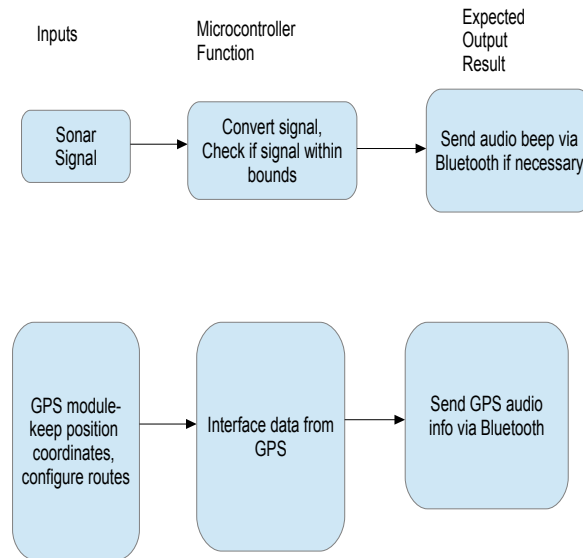 Inputs
Microcontroller
Function
Expected
Output
Result
Sonar
Signal
Convert signal,
Check if signal within
bounds
Send audio beep via
Bluetooth if necessary
GPS module-
keep position
coordinates,
configure routes
Interface data from
GPS
Send GPS audio
info via Bluetooth